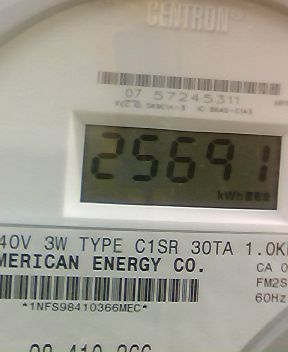 CENTRON®
07 57245311
25691
kWh
40V 3W TYPE C1SR 30TA 1.0K
MERICAN ENERGY CO.
CA 0
FM2S
60Hz
*1NFS98410366MEC*